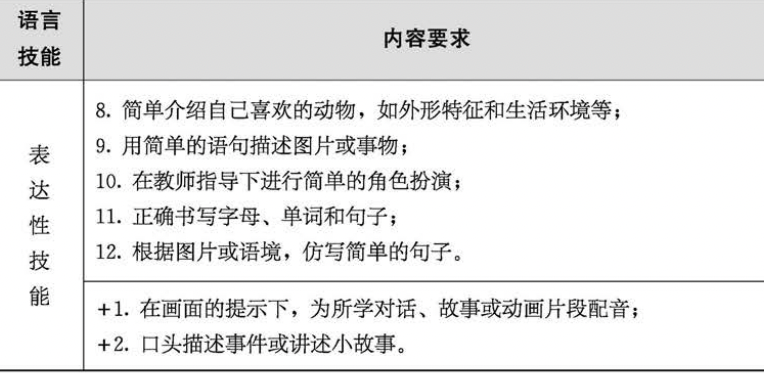 语言
技能
内容要求
表
达
性
技
能
8. 简单介绍自己喜欢的动物，如外形特征和生活环境等；
9. 用简单的语句描述图片或事物；
10. 在教师指导下进行简单的角色扮演；
11. 正确书写字母、单词和句子；
12. 根据图片或语境，仿写简单的句子。
+1. 在画面的提示下，为所学对话、故事或动画片段配音；
+2. 口头描述事件或讲述小故事。